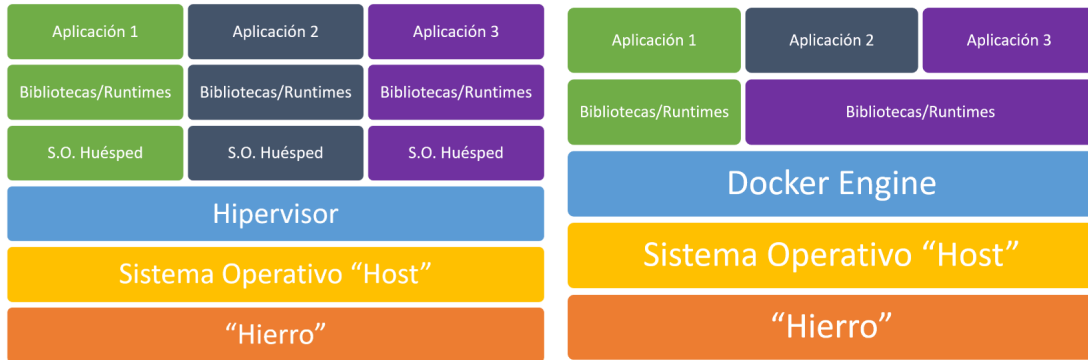 Aplicación 1
Aplicación 2
Aplicación 3
Bibliotecas/Runtimes
Bibliotecas/Runtimes
Bibliotecas/Runtimes
S.O. Huésped
S.O. Huésped
S.O. Huésped
Hipervisor
Sistema Operativo “Host”
“Hierro”
Aplicación 1
Aplicación 2
Aplicación 3
Bibliotecas/Runtimes
Bibliotecas/Runtimes
Docker Engine
Sistema Operativo “Host”
“Hierro”